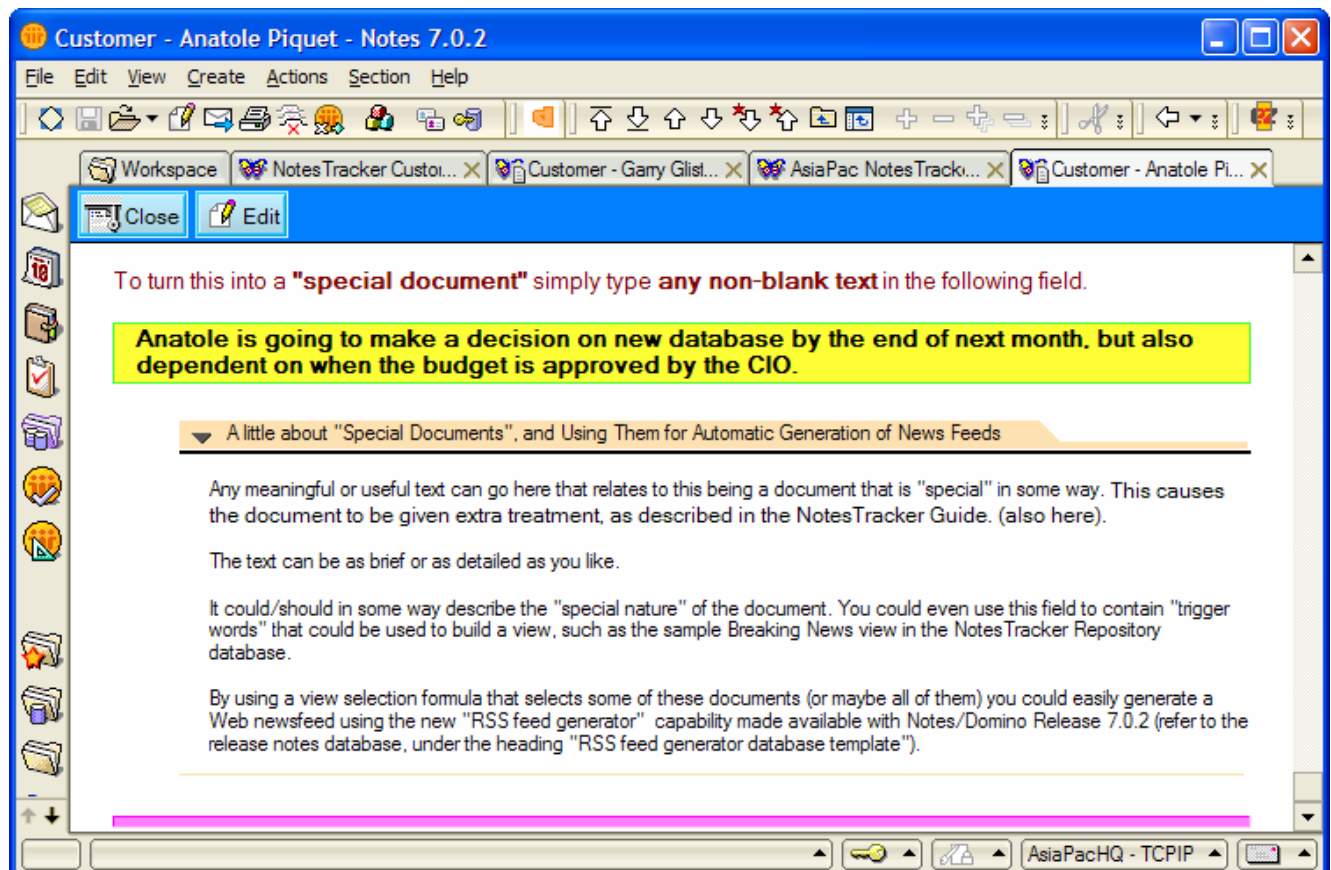 Customer - Anatole Piquet - Notes 7.0.2
File Edit View Create Actions Section Help
Workspace NotesTracker Custo... Customer - Garry Glist... AsiaPac NotesTrack... Customer - Anatole Pi...
Close Edit
To turn this into a "special document" simply type any non-blank text in the following field.
Anatole is going to make a decision on new database by the end of next month, but also
dependent on when the budget is approved by the CIO.
A little about "Special Documents", and Using Them for Automatic Generation of News Feeds
Any meaningful or useful text can go here that relates to this being a document that is "special" in some way. This causes
the document to be given extra treatment, as described in the NotesTracker Guide. (also here).
The text can be as brief or as detailed as you like.
It could/should in some way describe the "special nature" of the document. You could even use this field to contain "trigger
words" that could be used to build a view, such as the sample Breaking News view in the NotesTracker Repository
database.
By using a view selection formula that selects some of these documents (or maybe all of them) you could easily generate a
Web newsfeed using the new "RSS feed generator" capability made available with Notes/Domino Release 7.0.2 (refer to the
release notes database, under the heading "RSS feed generator database template").
AsiaPacHQ - TCPIP